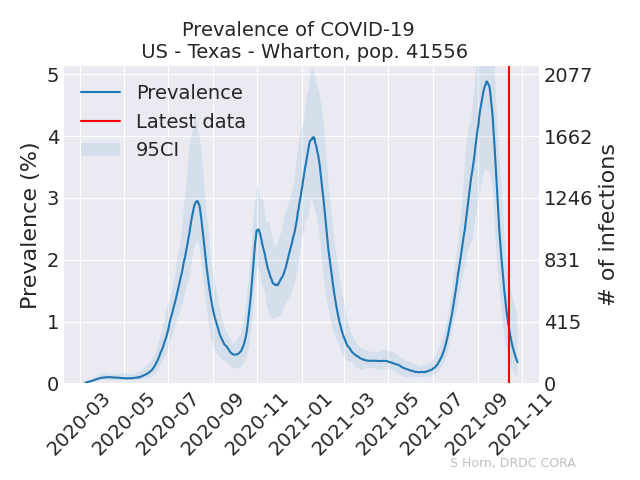 Prevalence of COVID-19
US - Texas - Wharton, pop. 41556
Prevalence
Latest data
95CI
Prevalence (%)
5
4
3
2
1
0
2077
1662
1246
831
415
0
# of infections
2020-03
2020-05
2020-07
2020-09
2020-11
2021-01
2021-03
2021-05
2021-07
2021-09
2021-11
S Horn, DRDC CORA